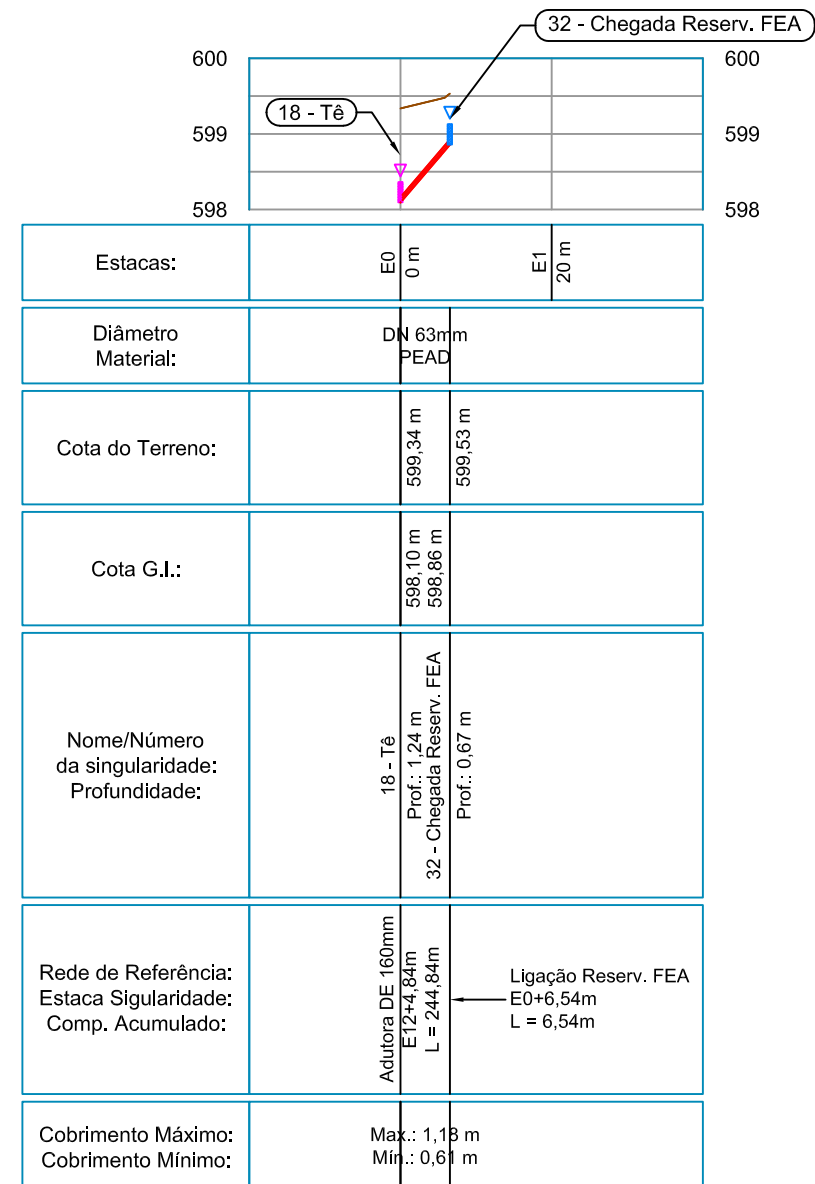 32 - Chegada Reserv. FEA
600
600
18 - Tê
599
599
598
598
Estacas:
E0
0 m
E1
20 m
Diâmetro
Material:
DN 63mm
PEAD
Cota do Terreno:
599,34 m
599,53 m
Cota G.I.:
598,10 m
598,86 m
Nome/Número
da singularidade:
Profundidade:
18 - Tê
Prof.: 1,24 m
32 - Chegada Reserv. FEA
Prof.: 0,67 m
Rede de Referência:
Estaca Sigularidade:
Comp. Acumulado:
Adutora DE 160mm
E12+4,84m
L = 244,84m
Ligação Reserv. FEA
E0+6,54m
L = 6,54m
Cobrimento Máximo:
Cobrimento Mínimo:
Max.: 1,18 m
Mín.: 0,61 m